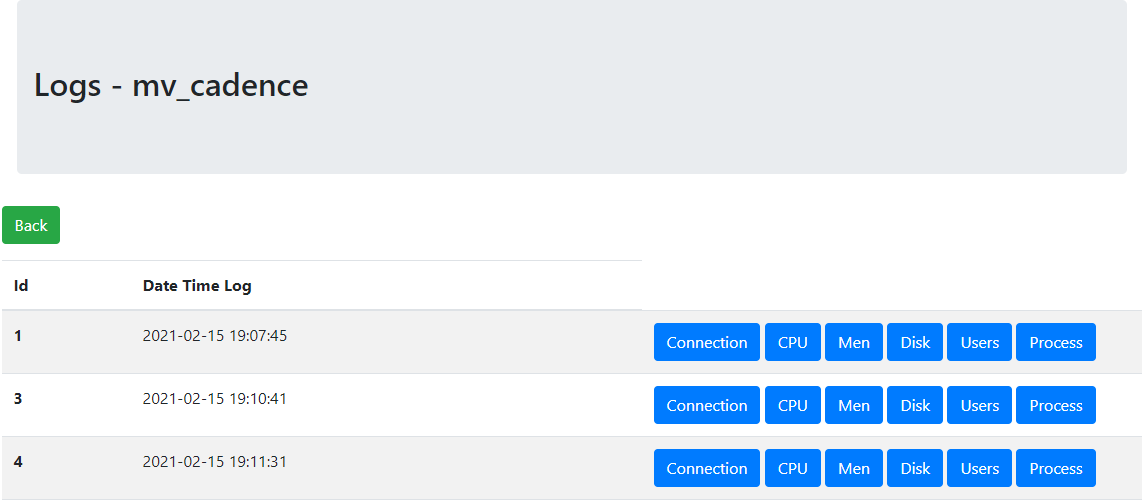 Logs - mv_cadence
Back
Id Date Time Log
1 2021-02-15 19:07:45 Connection CPU Men Disk Users Process
3 2021-02-15 19:10:41 Connection CPU Men Disk Users Process
4 2021-02-15 19:11:31 Connection CPU Men Disk Users Process